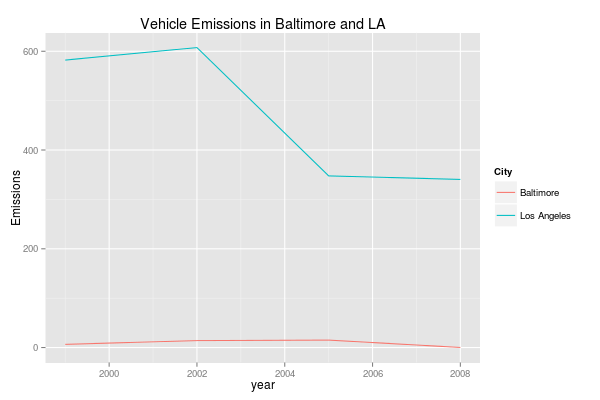 Vehicle Emissions in Baltimore and LA
600
400
200
0
Emissions
2000 2002 2004 2006 2008
year
City
Baltimore
Los Angeles